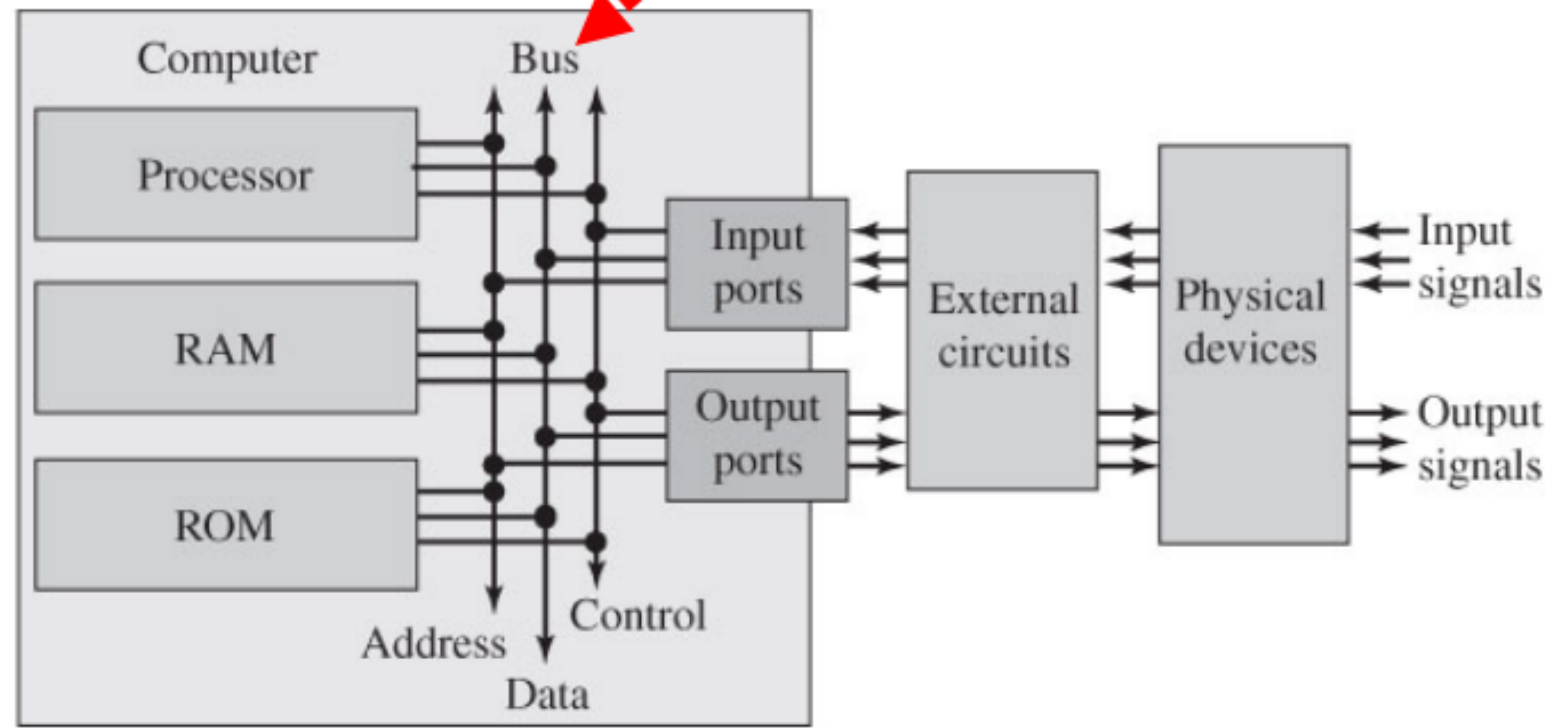 Computer
Bus
Processor
RAM
ROM
Address
Data
Control
Input
ports
Output
ports
External
circuits
Physical
devices
Input
signals
Output
signals